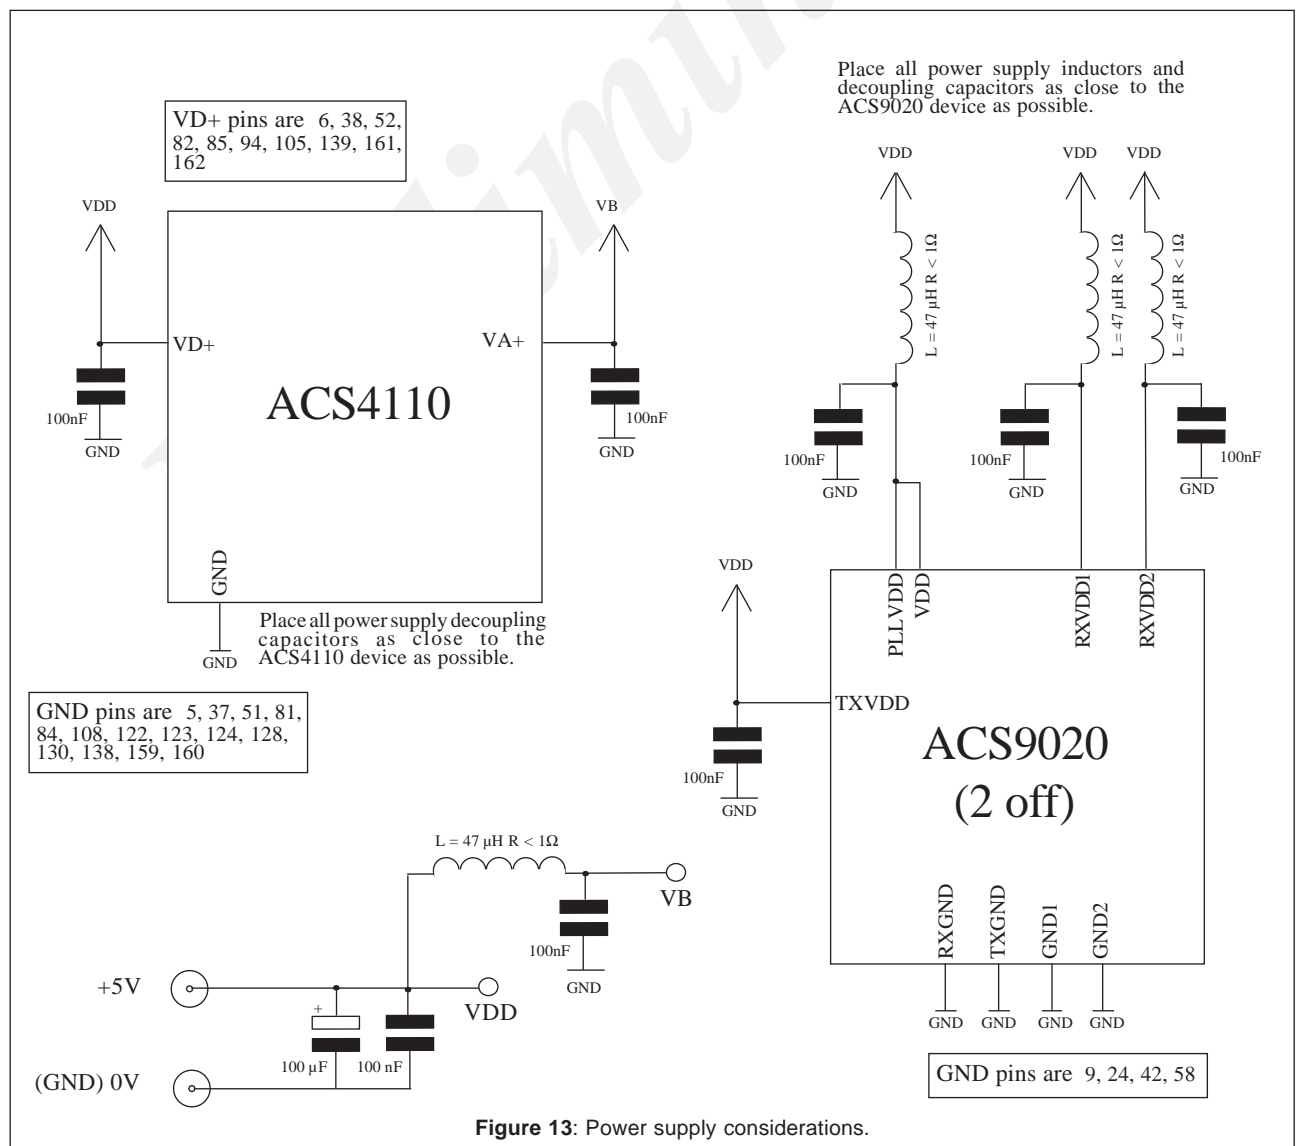 Place all power supply inductors and
decoupling capacitors as close to the
ACS9020 device as possible.
VD+ pins are 6, 38, 52,
82, 85, 94, 105, 139, 161,
162
VDD
VB
VD+
VA+
ACS4110
100nF
GND
100nF
GND
GND
GND
Place all power supply decoupling
capacitors as close to the
ACS4110 device as possible.
GND pins are 5, 37, 51, 81,
84, 108, 122, 123, 124, 128,
130, 138, 159, 160
VDD
VDD
VDD
L = 47 µH R < 1Ω
L = 47 µH R < 1Ω
L = 47 µH R < 1Ω
100nF
GND
100nF
GND
100nF
GND
VDD
PLLVDD
VDD
RXVDD1
RXVDD2
TXVDD
100nF
GND
ACS9020
(2 off)
RXGND
TXGND
GND1
GND2
GND
GND
GND
GND
GND pins are 9, 24, 42, 58
L = 47 µH R < 1Ω
VB
100nF
GND
+5V
VDD
+
100 µF
100 nF
(GND) 0V
Figure 13: Power supply considerations.